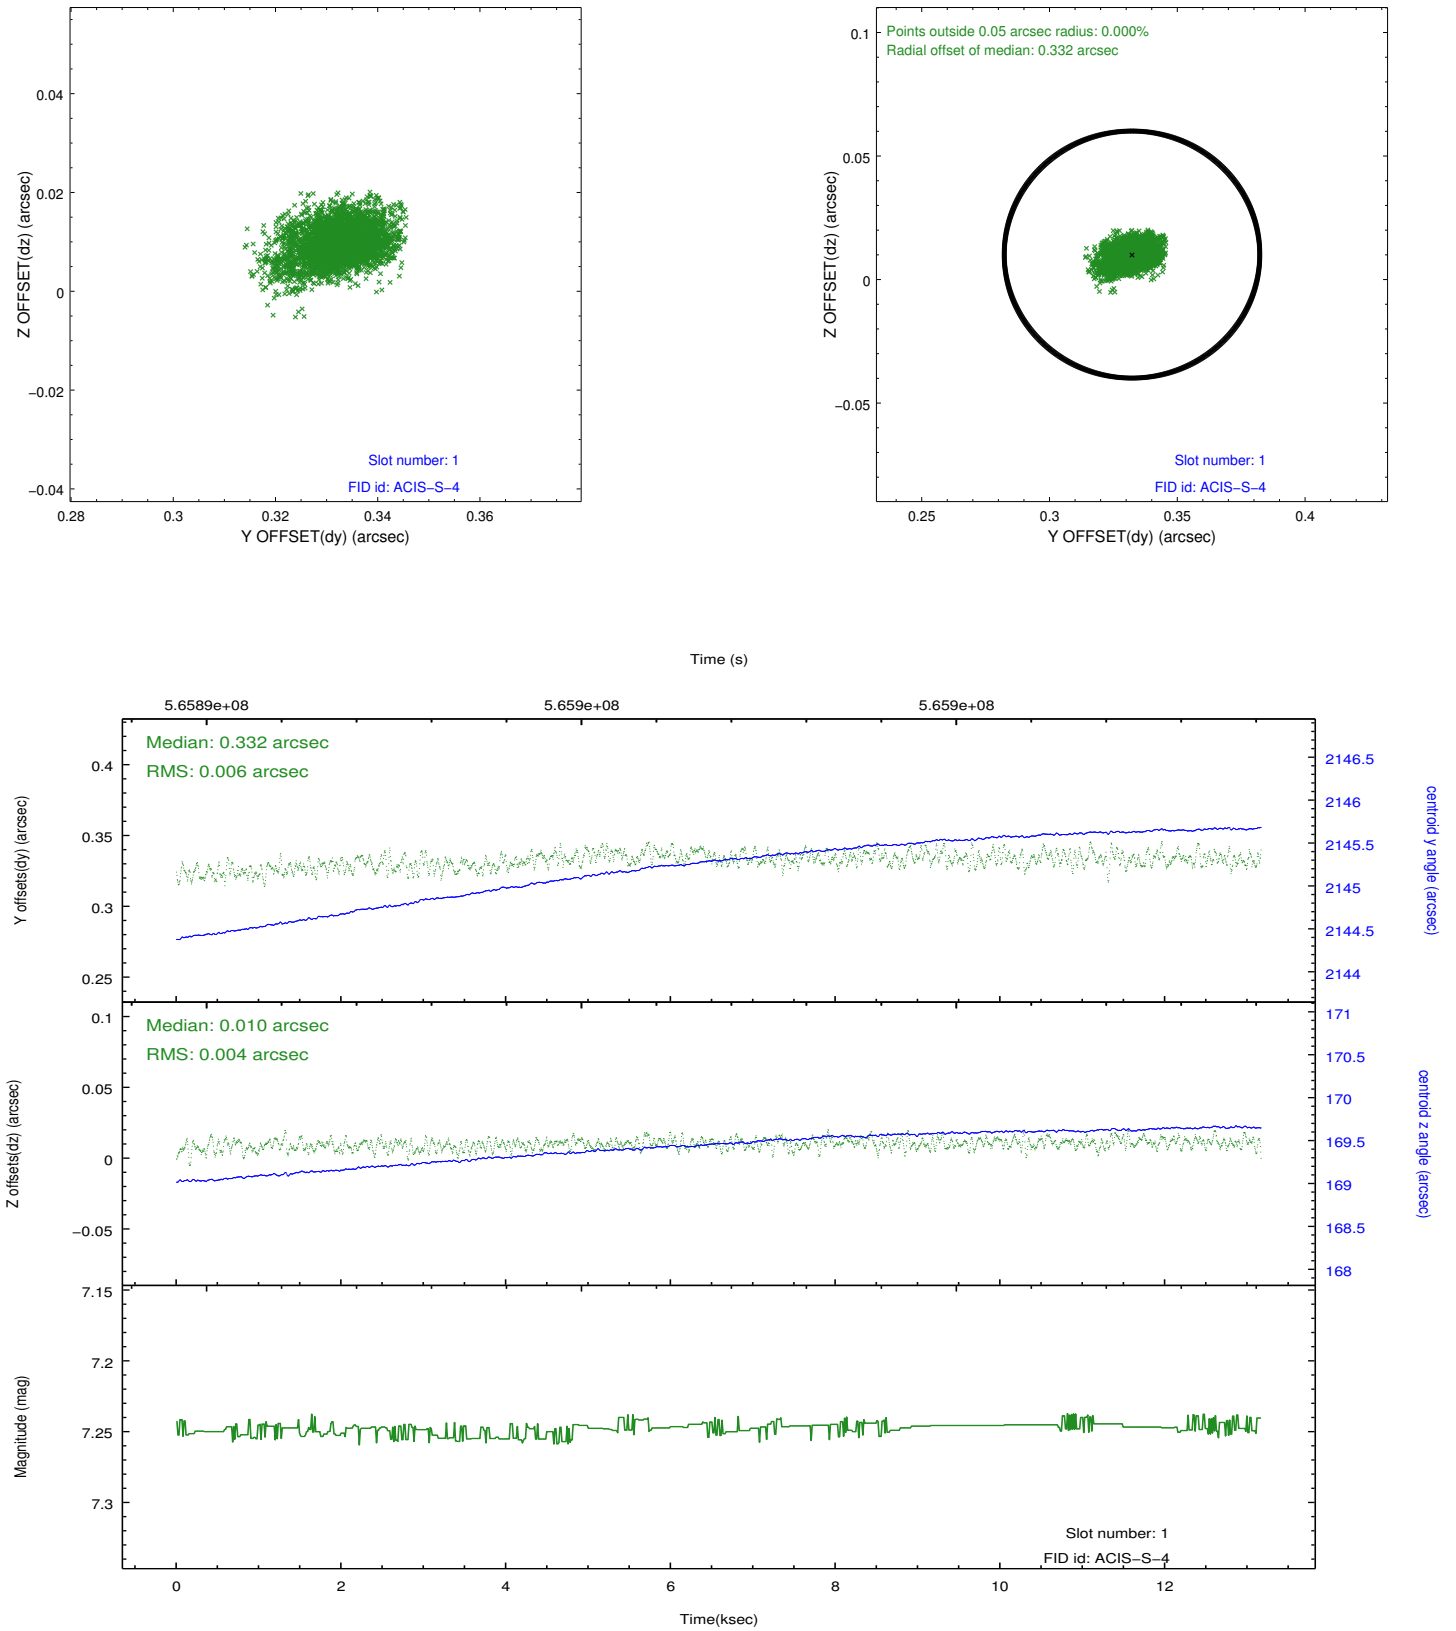 0.04
0.02
0
−0.02
−0.04
Z OFFSET(dz) (arcsec)
Slot number: 1
FID id: ACIS−S−4
0.28
0.3
0.32
0.34
0.36
Y OFFSET(dy) (arcsec)
Points outside 0.05 arcsec radius: 0.000%
Radial offset of median: 0.332 arcsec
0.1
0.05
0
−0.05
Z OFFSET(dz) (arcsec)
Slot number: 1
FID id: ACIS−S−4
0.25
0.3
0.35
0.4
Y OFFSET(dy) (arcsec)
Time (s)
5.6589e+08
5.659e+08
5.659e+08
Median: 0.332 arcsec
RMS: 0.006 arcsec
0.4
0.35
0.3
0.25
Y offsets(dy) (arcsec)
2146.5
2146
2145.5
2145
2144.5
2144
centroid y angle (arcsec)
Median: 0.010 arcsec
RMS: 0.004 arcsec
0.1
0.05
0
−0.05
Z offsets(dz) (arcsec)
171
170.5
170
169.5
169
168.5
168
centroid z angle (arcsec)
7.15
7.2
7.25
7.3
Magnitude (mag)
Slot number: 1
FID id: ACIS−S−4
0
2
4
6
8
10
12
Time(ksec)